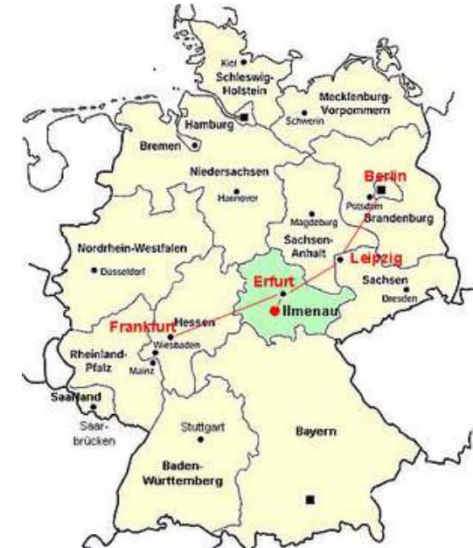 Kiel
Schleswig-
Holstein
Mecklenburg-
Vorpommern
Schwerin
Hamburg
Bremen
Niedersachsen
Hannover
Berlin
Potsdam
Brandenburg
Magdeburg
Sachsen-
Anhalt
Nordrhein-Westfalen
Düsseldorf
Leipzig
Sachsen
Dresden
Erfurt
Ilmenau
Frankfurt
Hessen
Wiesbaden
Mainz
Rheinland-
Pfalz
Saarland
Saar-
brücken
Stuttgart
Baden-
Württemberg
Bayern